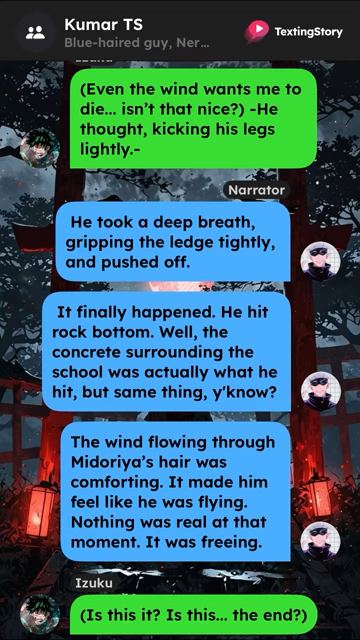 Kumar TS
Blue-haired guy, Ner...
TextingStory
(Even the wind wants me to
die... isn’t that nice?) -He
thought, kicking his legs
lightly.-
Narrator
He took a deep breath,
gripping the ledge tightly,
and pushed off.
It finally happened. He hit
rock bottom. Well, the
concrete surrounding the
school was actually what he
hit, but same thing, y'know?
The wind flowing through
Midoriya’s hair was
comforting. It made him
feel like he was flying.
Nothing was real at that
moment. It was freeing.
Izuku
(Is this it? Is this... the end?)